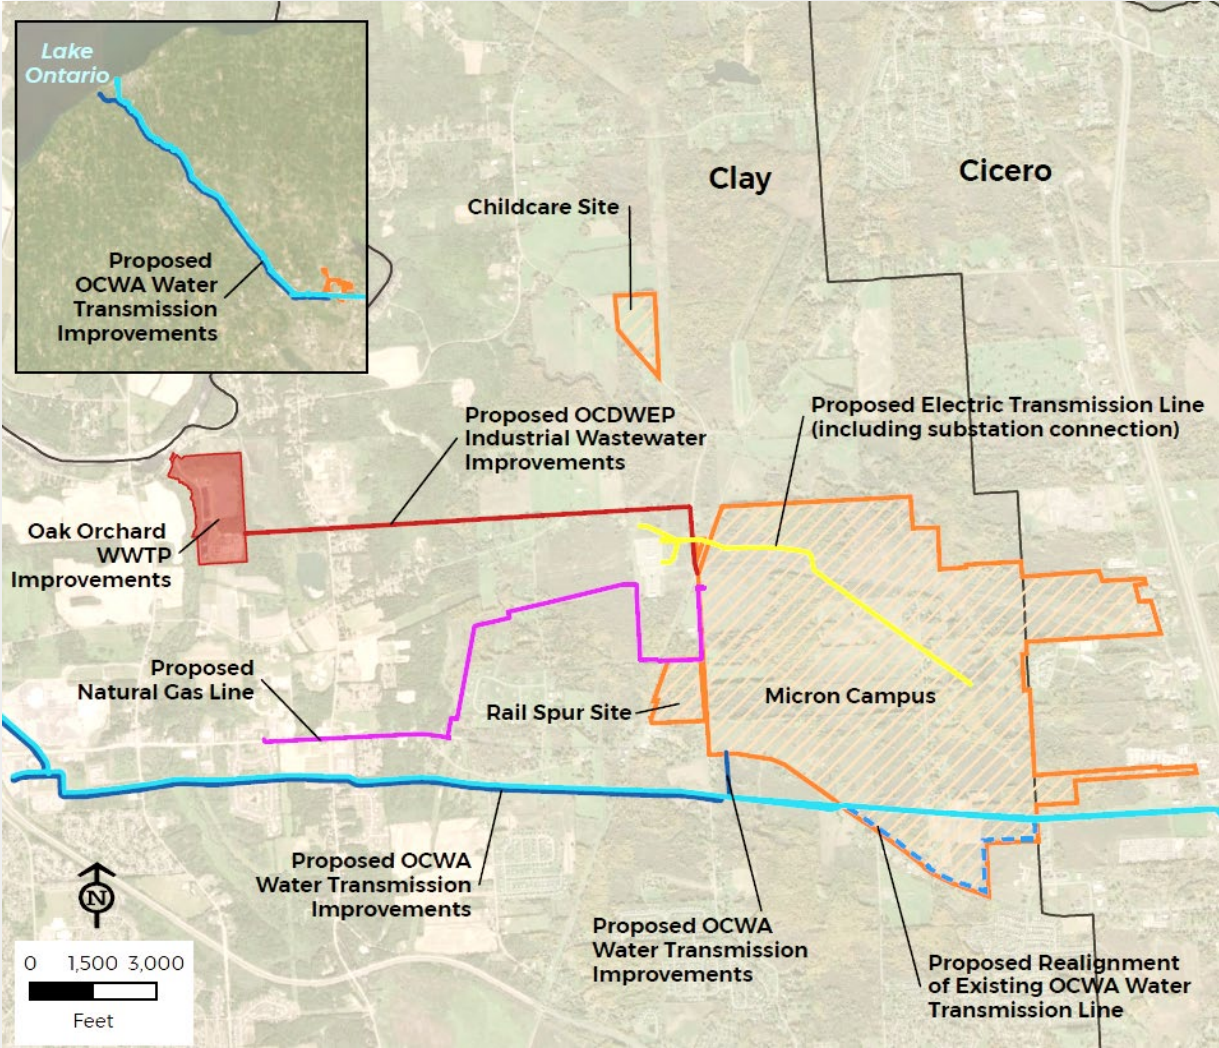 Lake
Ontario
Proposed
OCWA Water
Transmission
Improvements
Clay
Cicero
Childcare Site
Proposed OCDWEP
Industrial Wastewater
Improvements
Proposed Electric Transmission Line
(including substation connection)
Oak Orchard
WWTP
Improvements
Proposed
Natural Gas Line
Rail Spur Site
Micron Campus
Proposed OCWA
Water Transmission
Improvements
Proposed OCWA
Water Transmission
Improvements
Proposed Realignment
of Existing OCWA Water
Transmission Line
N
0 1,500 3,000
Feet